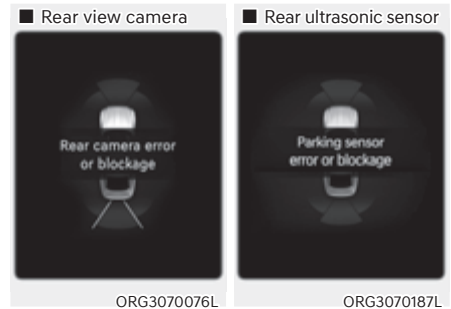 ■ Rear view camera
Rear camera error
or blockage
ORG3070076L
■ Rear ultrasonic sensor
Parking sensor
error or blockage
ORG3070187L